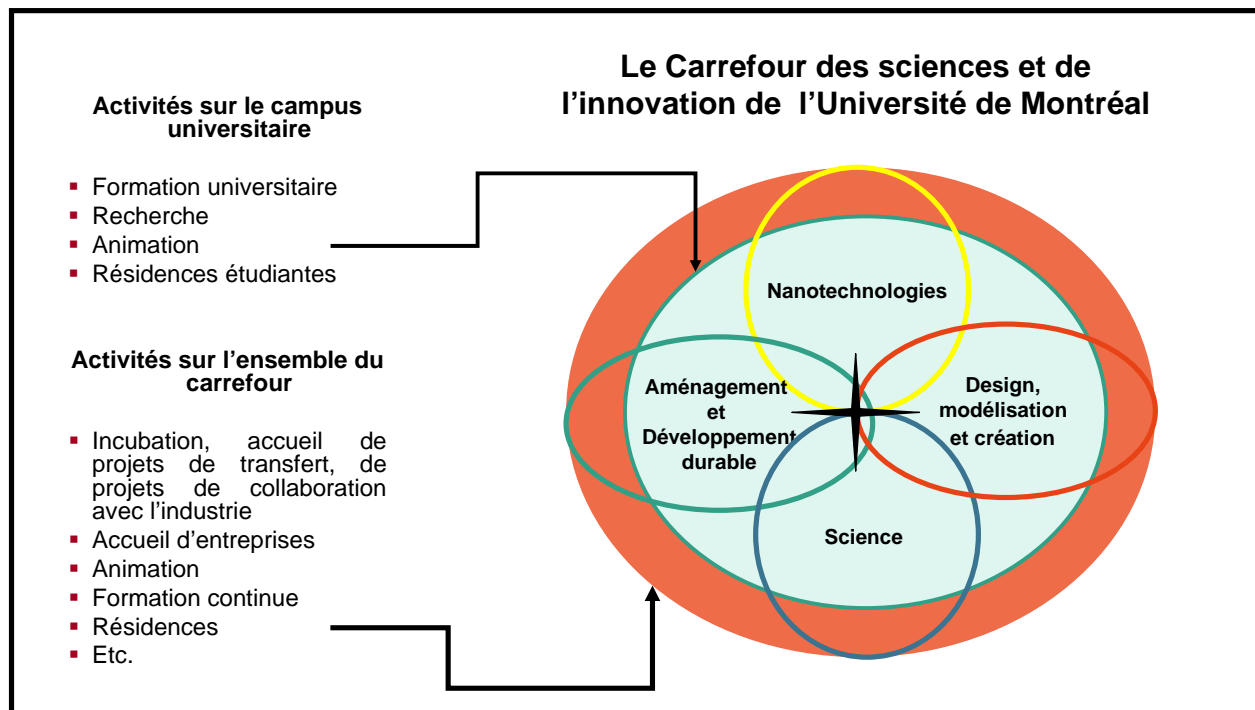 Le Carrefour des sciences et de
l’innovation de l’Université de Montréal
Activités sur le campus
universitaire
Formation universitaire
Recherche
Animation
Résidences étudiantes
Activités sur l’ensemble du
carrefour
Incubation, accueil de
projets de transfert, de
projets de collaboration
avec l’industrie
Accueil d'entreprises
Animation
Formation continue
Résidences
Etc.
Nanotechnologies
Aménagement
et
Développement
durable
Design,
modélisation
et création
Science